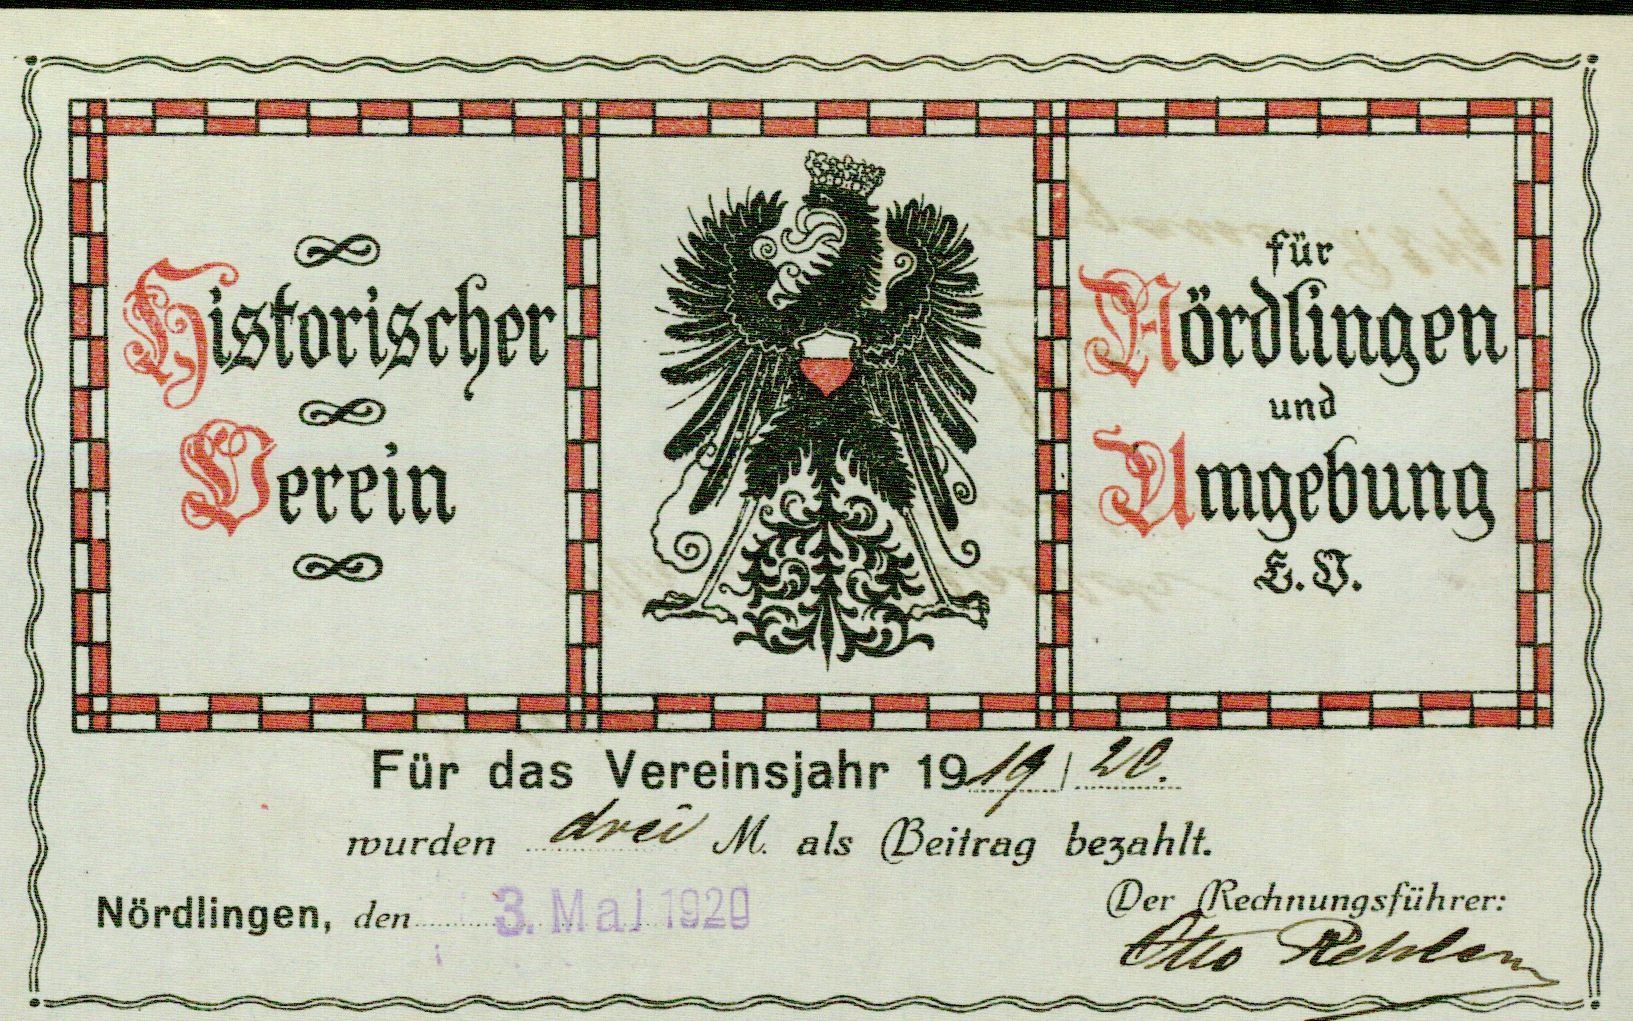 Historischer
Verein
für
Nördlingen
und
Umgebung
E. V.
Für das Vereinsjahr 1919/20.
wurden drei M. als Beitrag bezahlt.
Nördlingen, den 3. Mai 1920
Der Rechnungsführer:
Otto